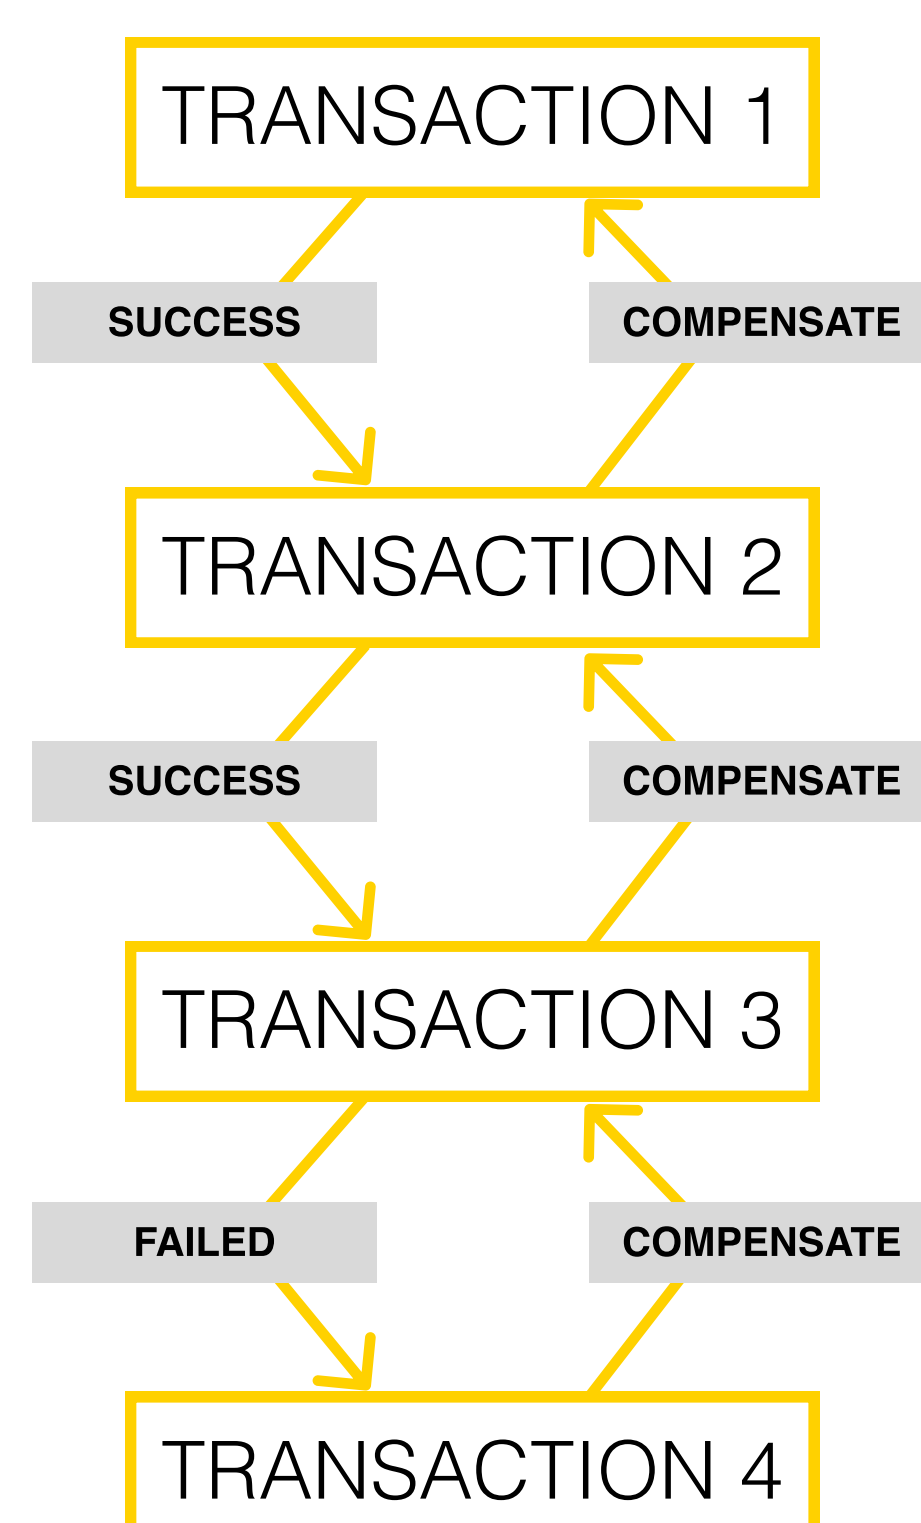 TRANSACTION 1
SUCCESS
COMPENSATE
TRANSACTION 2
SUCCESS
COMPENSATE
TRANSACTION 3
FAILED
COMPENSATE
TRANSACTION 4